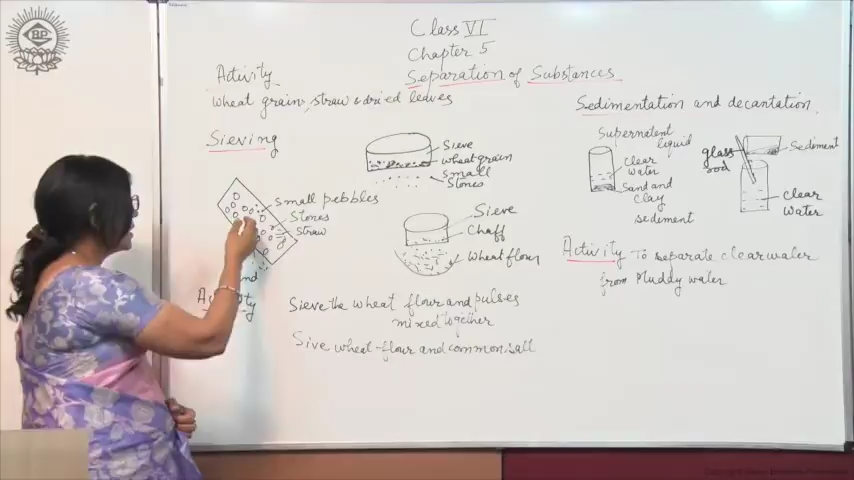 Class VI
Chapter 5
Separation of Substances
Activity
Wheat grain, straw & dried leaves
Sieving
Sieve
wheat grain
Small
Stones
Small pebbles
Stones
Straw
Sieve
Chaff
Wheat flour
Sieve the wheat flour and pulses
mixed together
Sive wheat flour and common salt
Sedimentation and decantation
Supernatent
liquid
clear
water
Sand and
clay
sediment
glass
rod
Sediment
clear
water
Activity To seperate clear water
from Muddy water